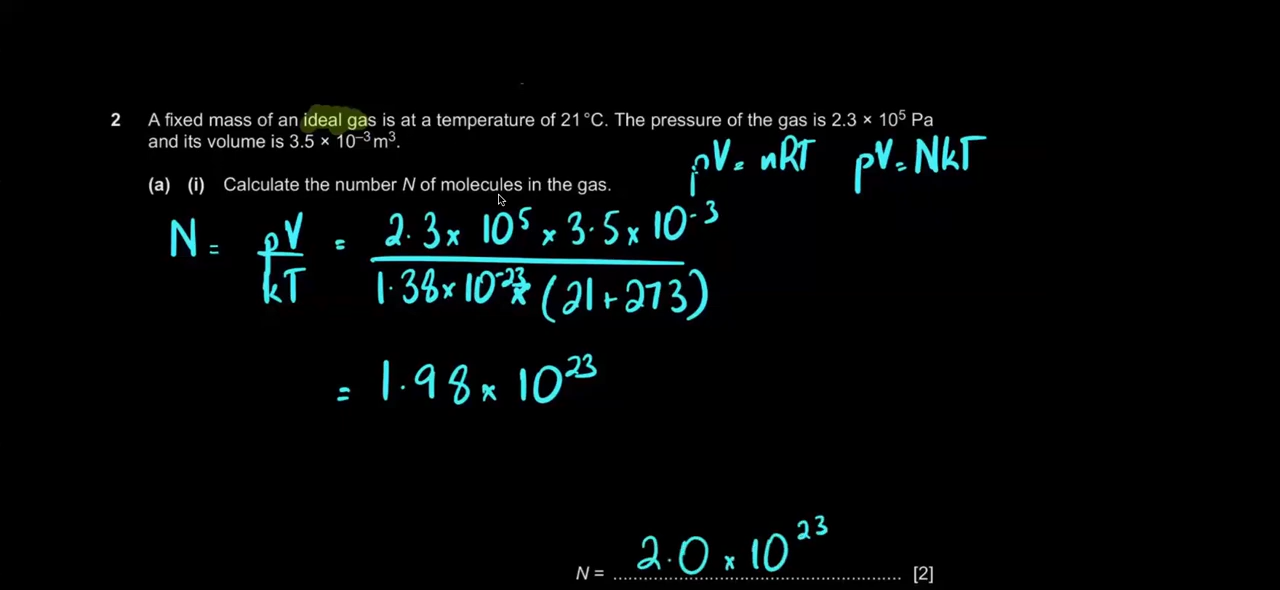 2 A fixed mass of an ideal gas is at a temperature of 21 °C. The pressure of the gas is 2.3 × 10⁵ Pa
and its volume is 3.5 × 10⁻³ m³.
pV = nRT pV = NkT
(a) (i) Calculate the number N of molecules in the gas.
N = pV/kT = 2.3 × 10⁵ × 3.5 × 10⁻³ / 1.38 × 10⁻²³ × (21 + 273)
= 1.98 × 10²³
N = 2.0 × 10²³ [2]